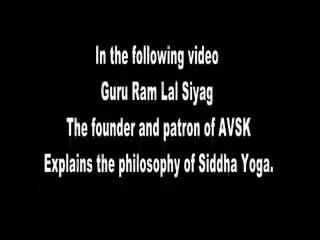 In the following video
Guru Ram Lal Siyag
The founder and patron of AVSK
Explains the philosophy of Siddha Yoga.